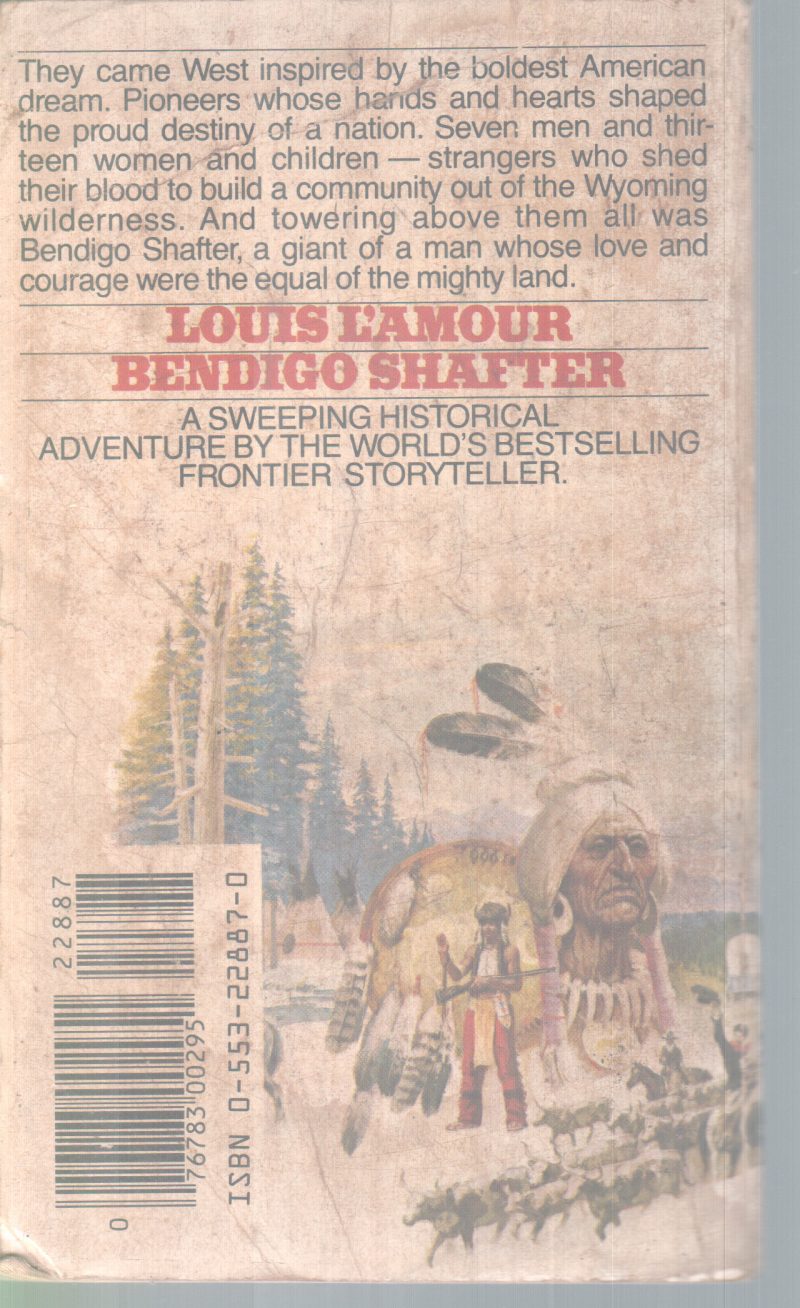 They came West inspired by the boldest American
dream. Pioneers whose hands and hearts shaped
the proud destiny of a nation. Seven men and thir-
teen women and children — strangers who shed
their blood to build a community out of the Wyoming
wilderness. And towering above them all was
Bendigo Shafter, a giant of a man whose love and
courage were the equal of the mighty land.
LOUIS L'AMOUR
BENDIGO SHAFTER
A SWEEPING HISTORICAL
ADVENTURE BY THE WORLD'S BESTSELLING
FRONTIER STORYTELLER.
22887
0
76783 00295
ISBN 0-553-22887-0